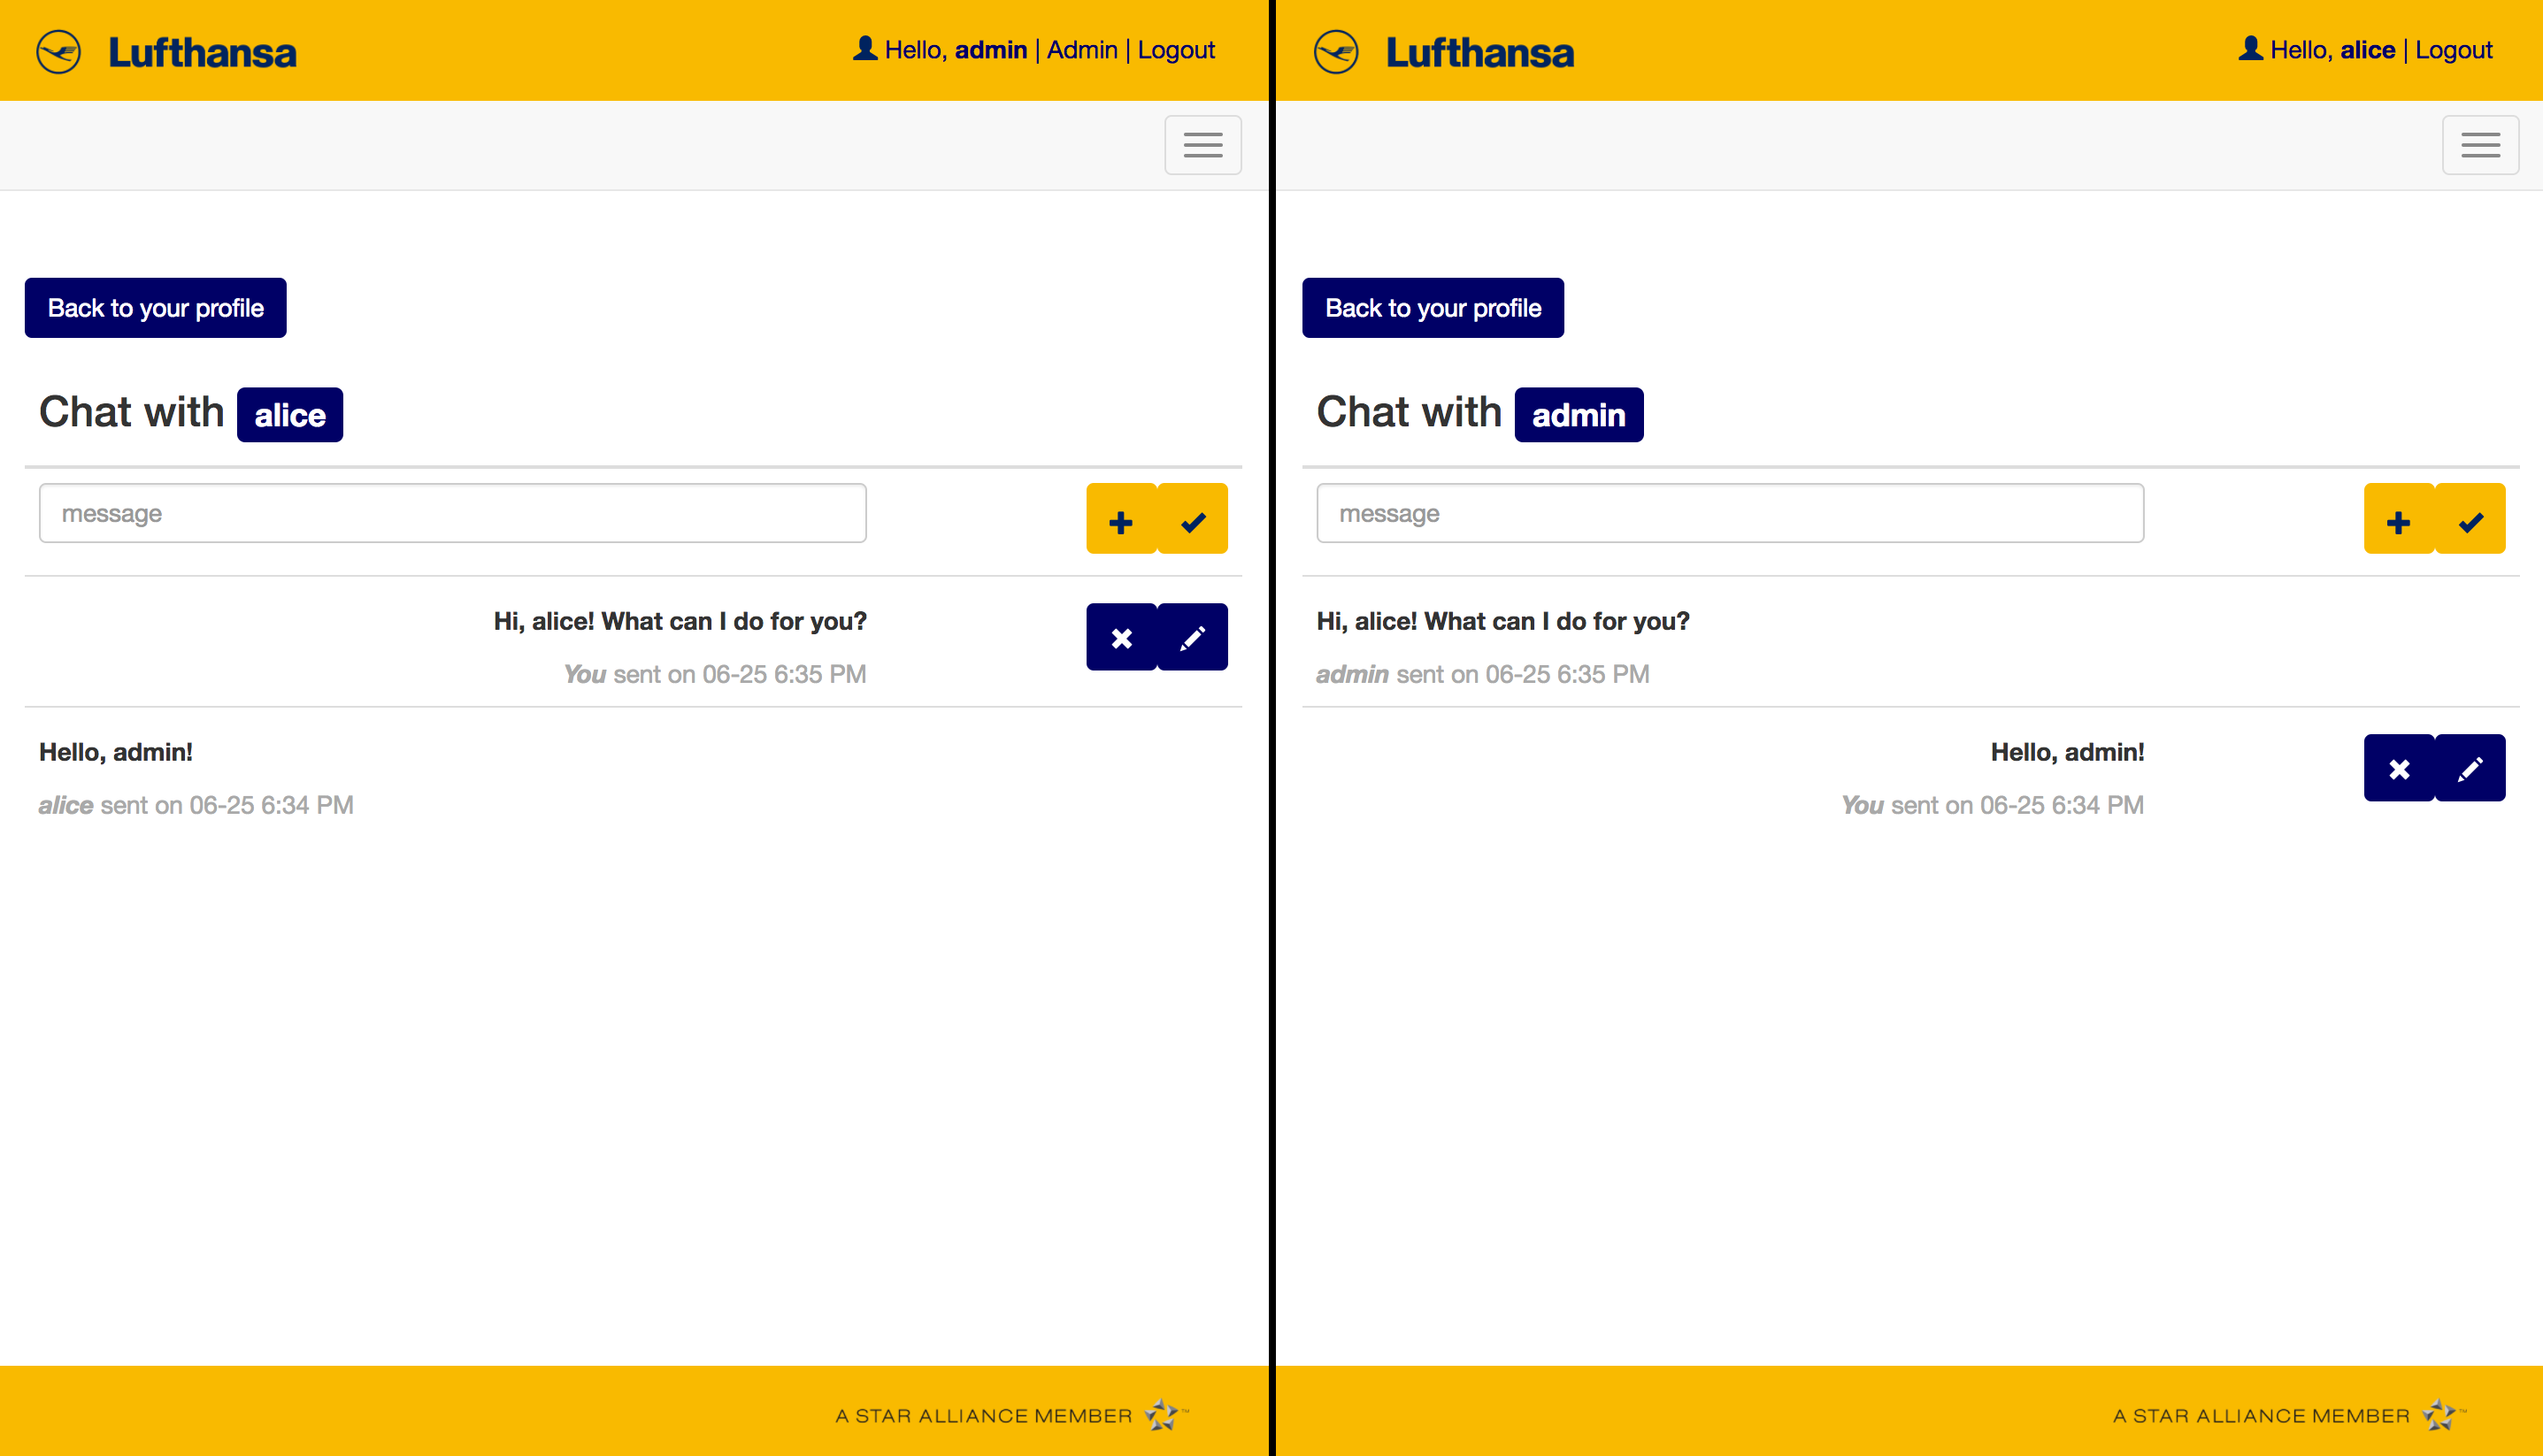 Lufthansa
Hello, admin | Admin | Logout
Back to your profile
Chat with alice
message
Hi, alice! What can I do for you?
You sent on 06-25 6:35 PM
Hello, admin!
alice sent on 06-25 6:34 PM
A STAR ALLIANCE MEMBER ™
Lufthansa
Hello, alice | Logout
Back to your profile
Chat with admin
message
Hi, alice! What can I do for you?
admin sent on 06-25 6:35 PM
Hello, admin!
You sent on 06-25 6:34 PM
A STAR ALLIANCE MEMBER ™